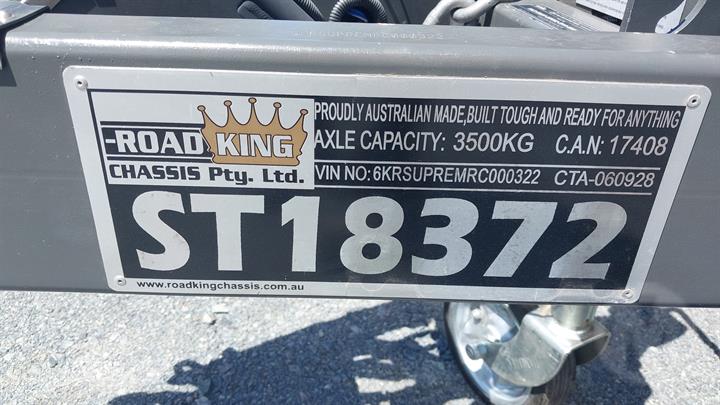 -ROAD KING
CHASSIS Pty. Ltd.
PROUDLY AUSTRALIAN MADE,BUILT TOUGH AND READY FOR ANYTHING
AXLE CAPACITY: 3500KG C.A.N: 17408
VIN NO:6KRSUPREMRC000322 CTA-060928
ST18372
www.roadkingchassis.com.au